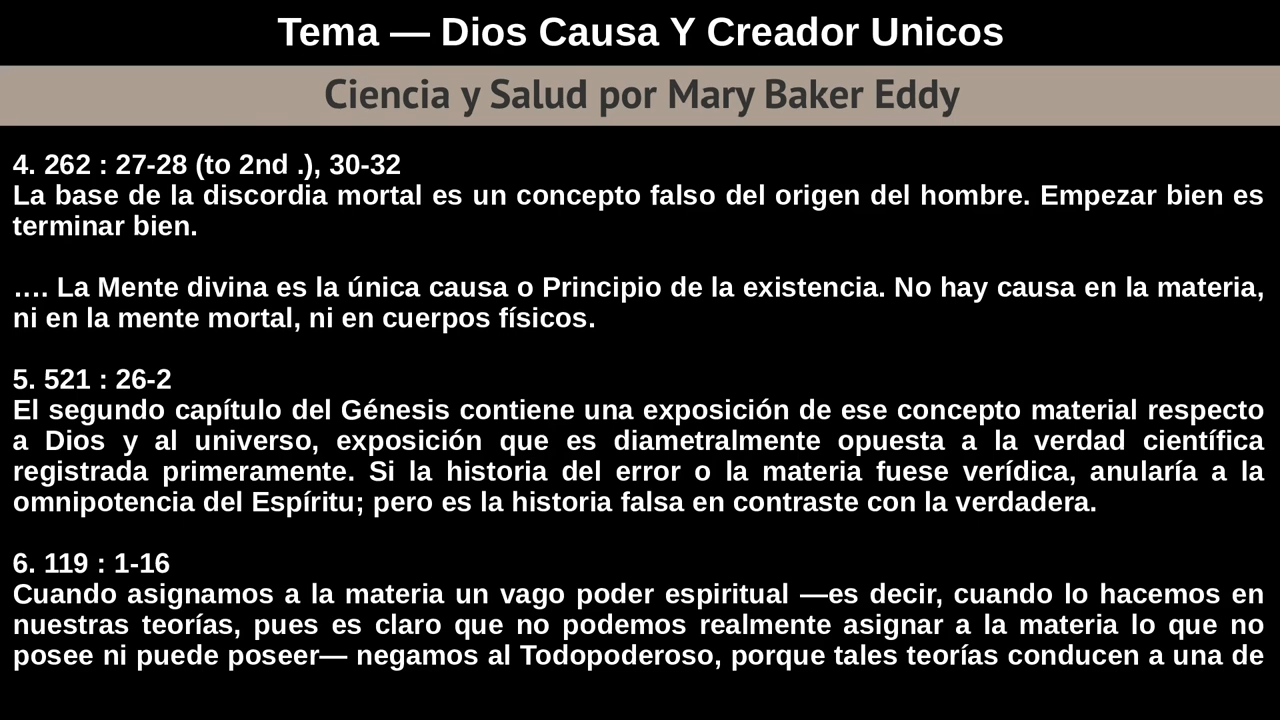 Tema — Dios Causa Y Creador Unicos
Ciencia y Salud por Mary Baker Eddy
4. 262 : 27-28 (to 2nd .), 30-32
La base de la discordia mortal es un concepto falso del origen del hombre. Empezar bien es
terminar bien.
…. La Mente divina es la única causa o Principio de la existencia. No hay causa en la materia,
ni en la mente mortal, ni en cuerpos físicos.
5. 521 : 26-2
El segundo capítulo del Génesis contiene una exposición de ese concepto material respecto
a Dios y al universo, exposición que es diametralmente opuesta a la verdad científica
registrada primeramente. Si la historia del error o la materia fuese verídica, anularía a la
omnipotencia del Espíritu; pero es la historia falsa en contraste con la verdadera.
6. 119 : 1-16
Cuando asignamos a la materia un vago poder espiritual —es decir, cuando lo hacemos en
nuestras teorías, pues es claro que no podemos realmente asignar a la materia lo que no
posee ni puede poseer— negamos al Todopoderoso, porque tales teorías conducen a una de